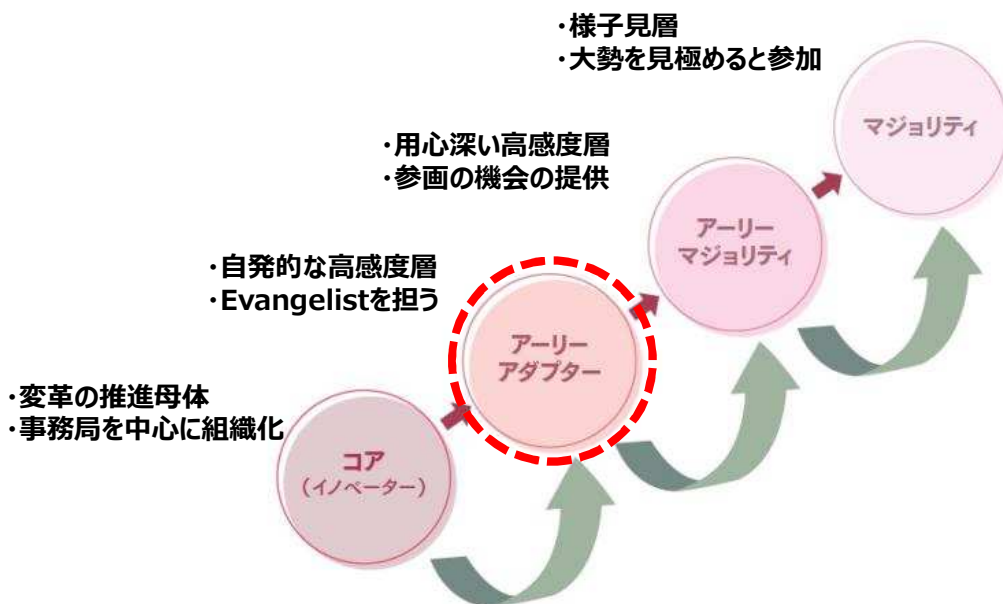 ・様子見層
・大勢を見極めると参加
マジョリティ
・用心深い高感度層
・参画の機会の提供
アーリー
マジョリティ
・自発的な高感度層
・Evangelistを担う
アーリー
アダプター
・変革の推進母体
・事務局を中心に組織化
コア
(イノベーター)